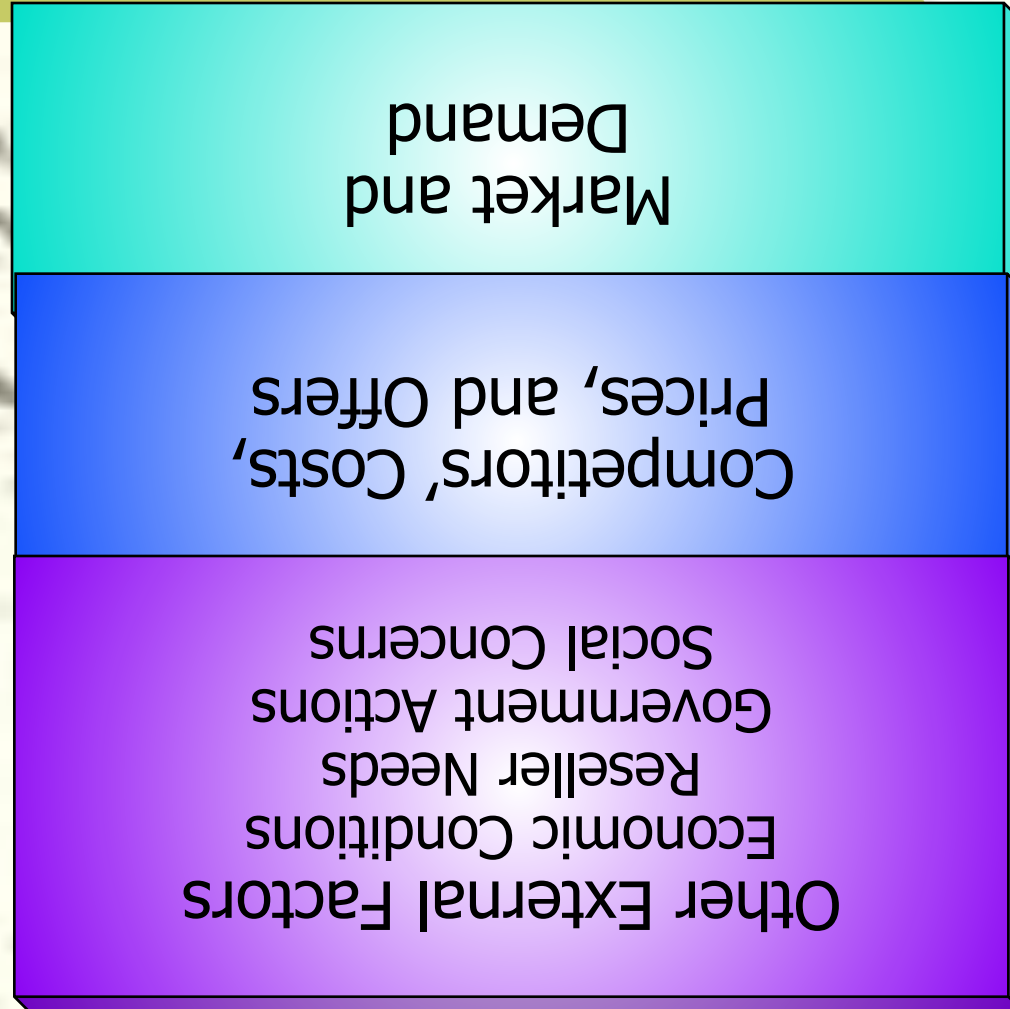 Market and
Demand
Competitors’ Costs,
Prices, and Offers
Other External Factors
Economic Conditions
Reseller Needs
Government Actions
Social Concerns